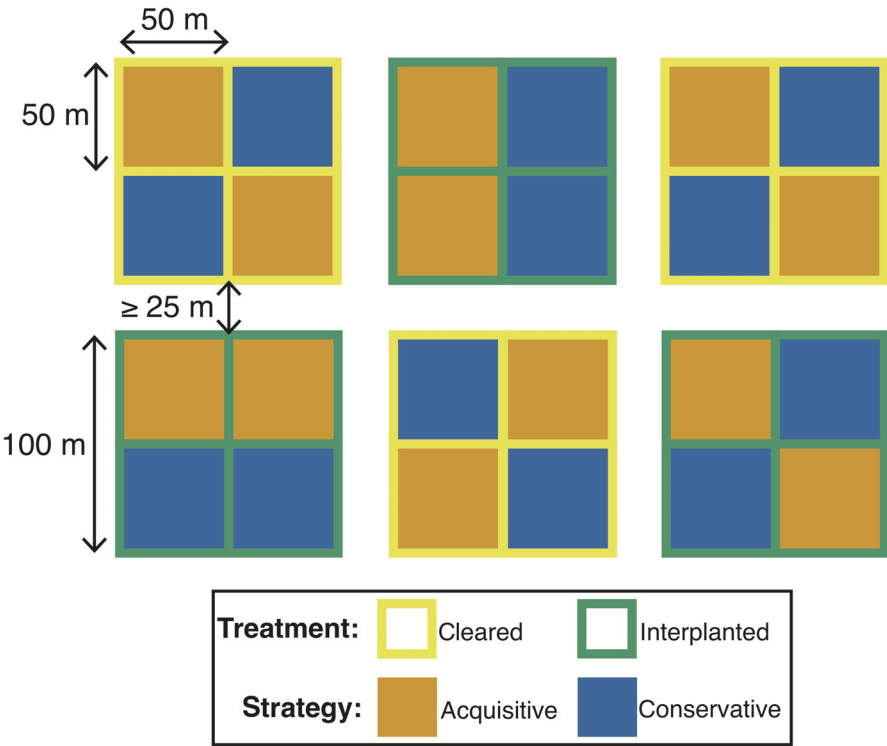 50 m
50 m
≥ 25 m
100 m
Treatment: Cleared Interplanted
Strategy: Acquisitive Conservative